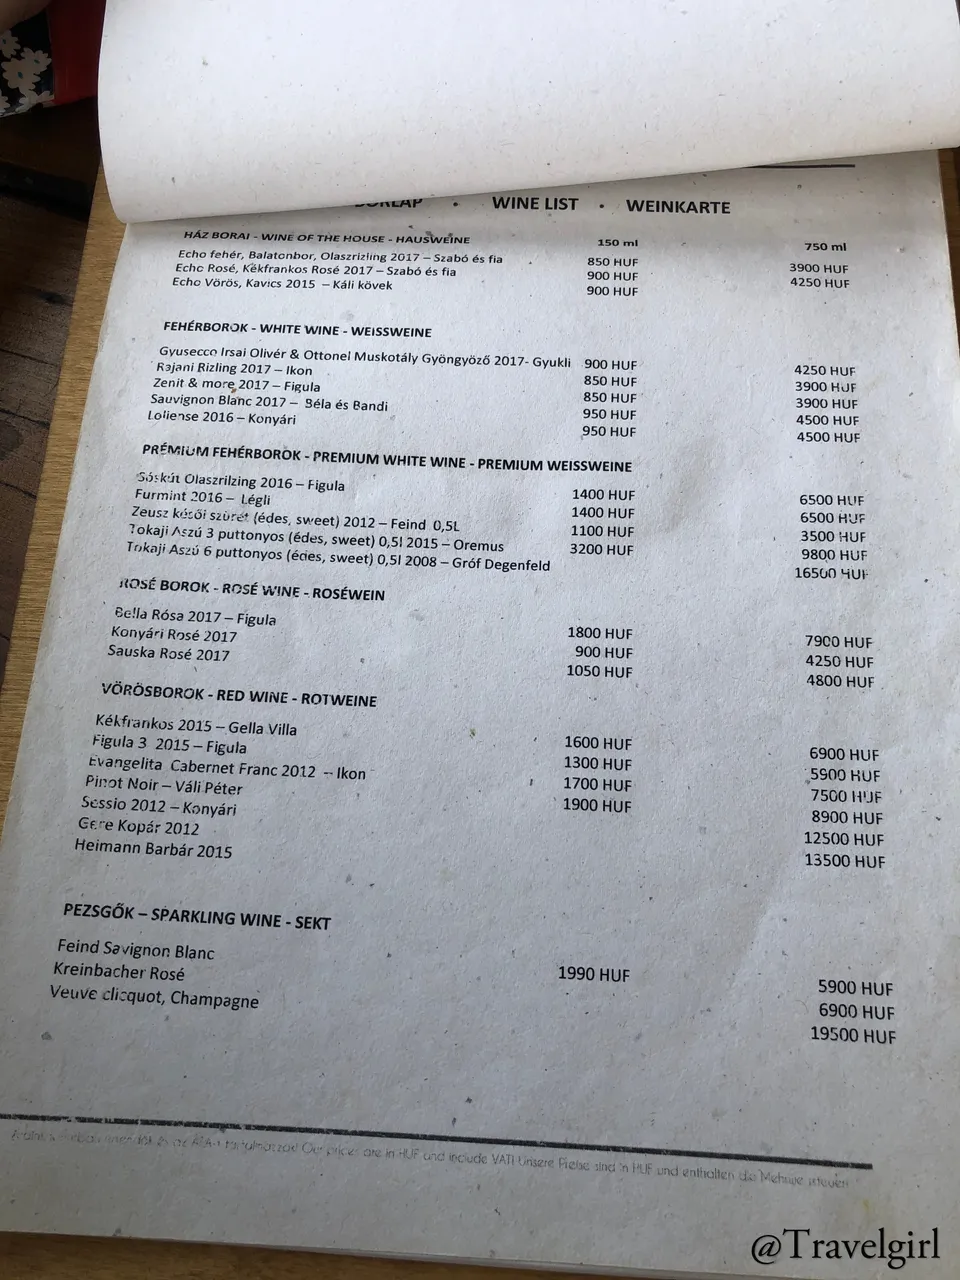 BORLAP • WINE LIST • WEINKARTE
HÁZ BORAI - WINE OF THE HOUSE - HAUSWEINE 150 ml 750 ml
Echo fehér, Balatonbor, Olaszrizling 2017 – Szabó és fia 850 HUF 3900 HUF
Echo Rosé, Kékfrankos Rosé 2017 – Szabó és fia 900 HUF 4250 HUF
Echo Vörös, Kavics 2015 – Káli kövek 900 HUF
FEHÉRBOROK - WHITE WINE - WEISSWEINE
Gyusecco Irsai Olivér & Ottonel Muskotály Gyöngyöző 2017- Gyukli 900 HUF 4250 HUF
Rajani Rizling 2017 – Ikon 850 HUF 3900 HUF
Zenit & more 2017 – Figula 850 HUF 3900 HUF
Sauvignon Blanc 2017 – Béla és Bandi 950 HUF 4500 HUF
Loliense 2016 – Konyári 950 HUF 4500 HUF
PRÉMIUM FEHÉRBOROK - PREMIUM WHITE WINE - PREMIUM WEISSWEINE
Sóskút Olaszrilzing 2016 – Figula 1400 HUF 6500 HUF
Furmint 2016 – Légli 1400 HUF 6500 HUF
Zeusz késői szüret (édes, sweet) 2012 – Feind 0,5L 1100 HUF 3500 HUF
Tokaji Aszú 3 puttonyos (édes, sweet) 0,5l 2015 – Oremus 3200 HUF 9800 HUF
Tokaji Aszú 6 puttonyos (édes, sweet) 0,5l 2008 – Gróf Degenfeld 16500 HUF
ROSÉ BOROK - ROSÉ WINE - ROSÉWEIN
Bella Rósa 2017 – Figula 1800 HUF 7900 HUF
Konyári Rosé 2017 900 HUF 4250 HUF
Sauska Rosé 2017 1050 HUF 4800 HUF
VÖRÖSBOROK - RED WINE - ROTWEINE
Kékfrankos 2015 – Gella Villa 1600 HUF 6900 HUF
Figula 3 2015 – Figula 1300 HUF 5900 HUF
Evangelita Cabernet Franc 2012 – Ikon 1700 HUF 7500 HUF
Pinot Noir – Váli Péter 1900 HUF 8900 HUF
Sessio 2012 – Konyári 12500 HUF
Gere Kopár 2012 13500 HUF
Heimann Barbár 2015
PEZSGŐK – SPARKLING WINE - SEKT
Feind Savignon Blanc 1990 HUF 5900 HUF
Kreinbacher Rosé 6900 HUF
Veuve clicquot, Champagne 19500 HUF
az ÁFA-t tartalmazzák! Our prices are in HUF and include VAT! Unsere Preise sind in HUF und enthalten die
@Travelgirl